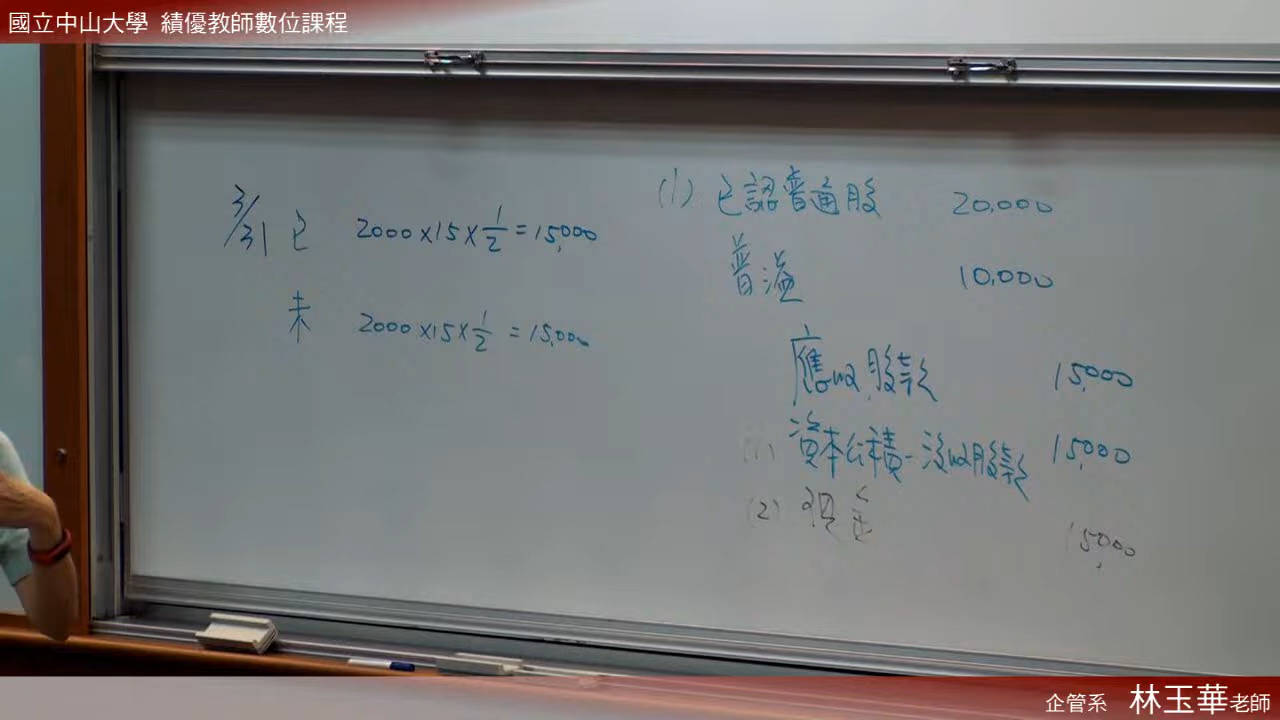 國立中山大學 績優教師數位課程
3/31 已 2000×15×1/2=15,000
未 2000×15×1/2=15,000
(1) 已認普通股 20,000
普溢 10,000
應收股款 15,000
(1) 資本公積-沒收股款 15,000
(2) 現金 15,000
企管系 林玉華老師